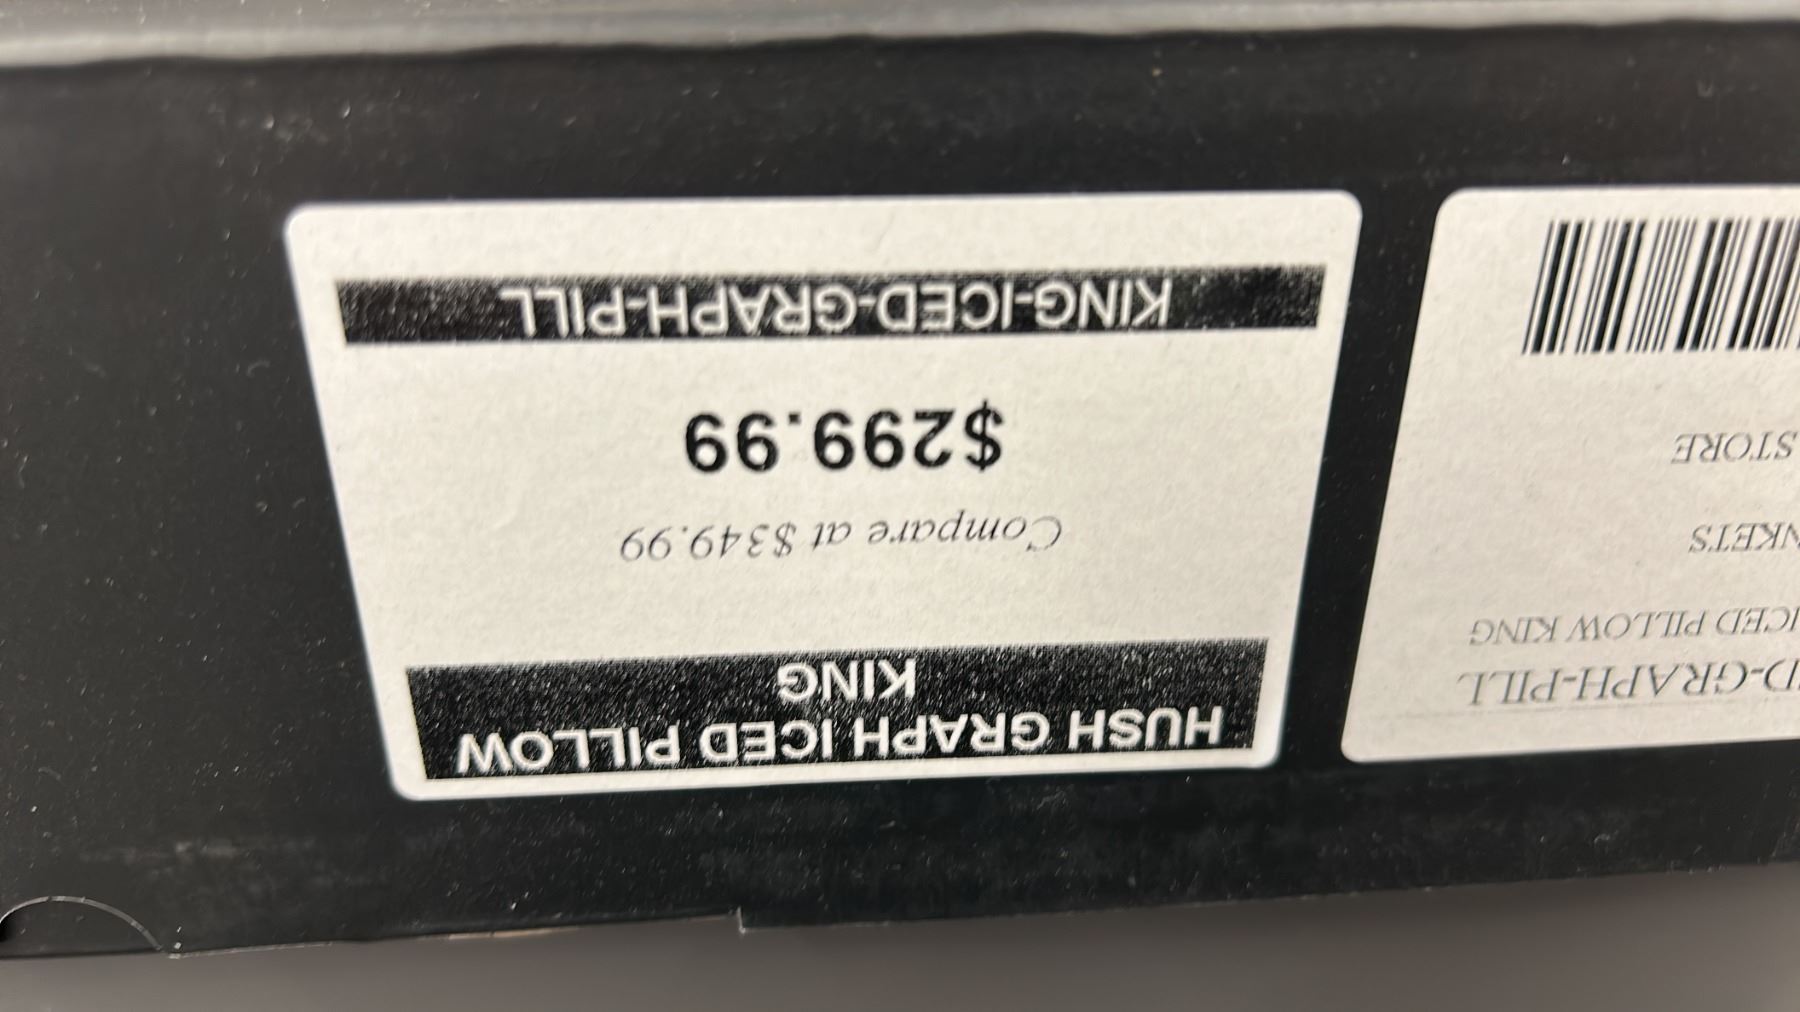 HUSH GRAPH ICED PILLOW
KING
Compare at $349.99
$299.99
KING-ICED-GRAPH-PILL
D-GRAPH-PILL
ICED PILLOW KING
NKETS
STORE